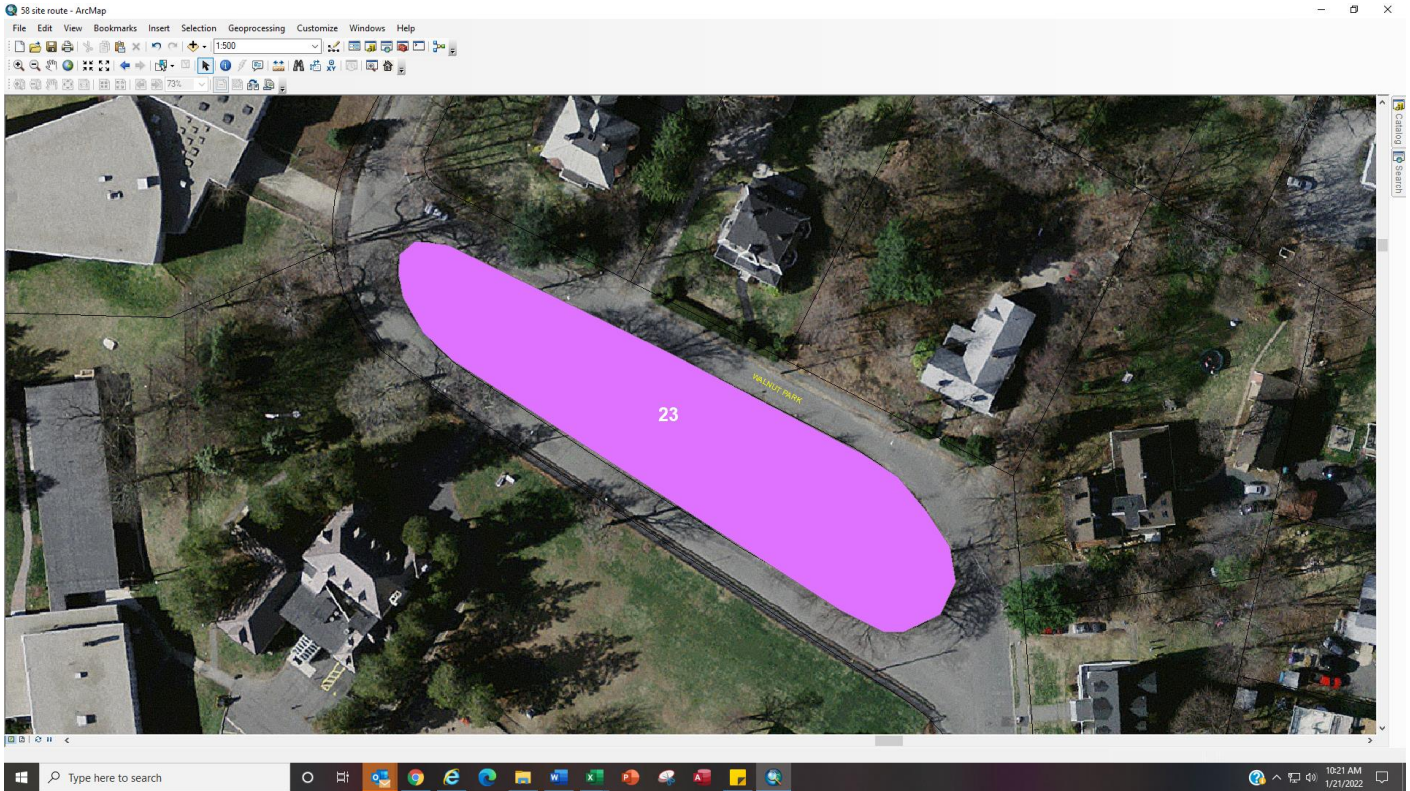 58 site route - ArcMap
File Edit View Bookmarks Insert Selection Geoprocessing Customize Windows Help
1:500
73%
Catalog
Search
WALNUT PARK
23
Type here to search
10:21 AM
1/21/2022